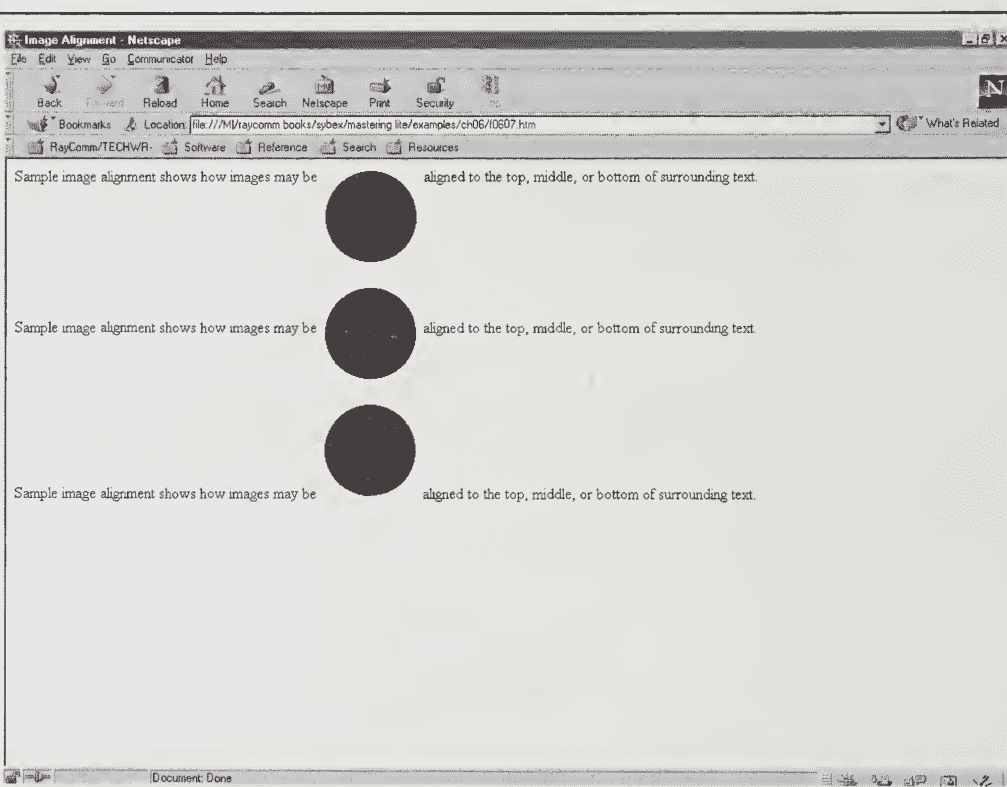 Image Alignment - Netscape
File Edit View Go Communicator Help
Back Forward Reload Home Search Netscape Print Security Stop
N
Bookmarks Location: file:///M|/raycomm books/sybex/mastering lite/examples/ch06/f0607.htm What's Related
RayComm/TECHWR- Software Reference Search Resources
Sample image alignment shows how images may be aligned to the top, middle, or bottom of surrounding text.
Sample image alignment shows how images may be aligned to the top, middle, or bottom of surrounding text.
Sample image alignment shows how images may be aligned to the top, middle, or bottom of surrounding text.
Document: Done